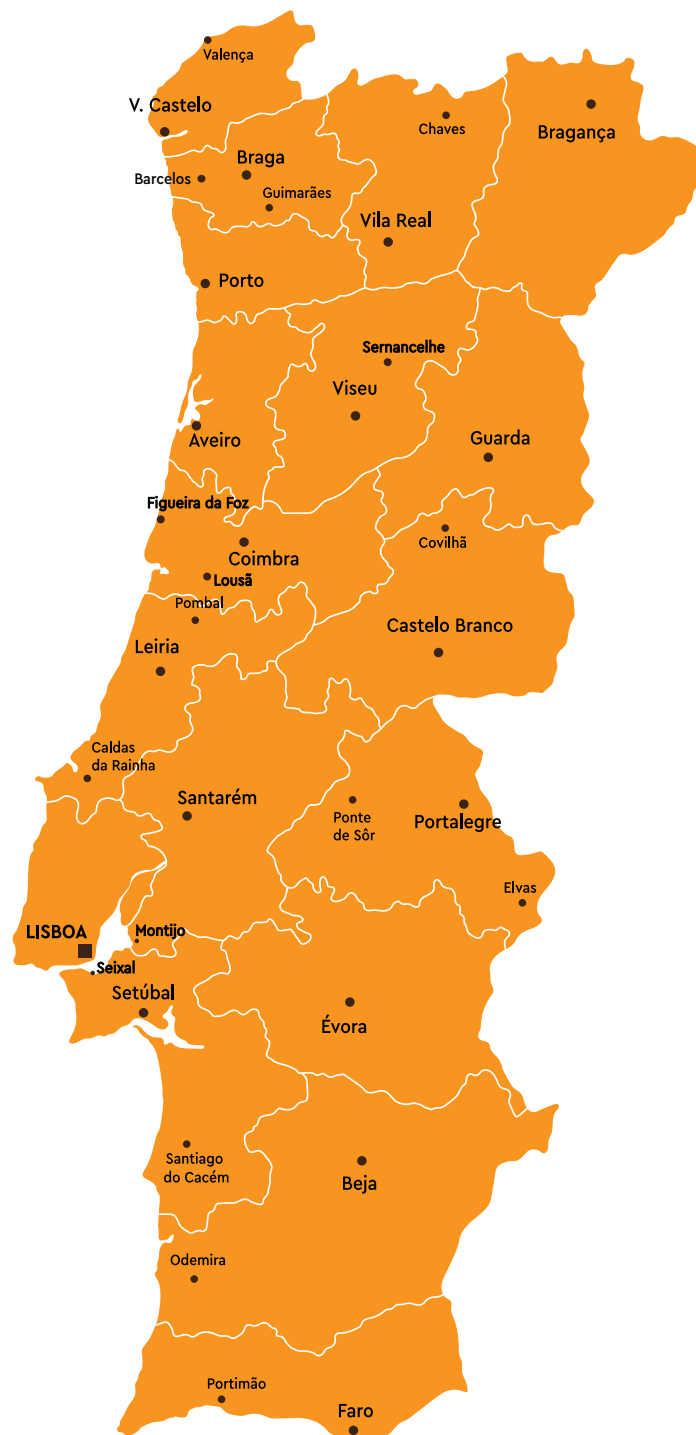 Valença
V. Castelo
Chaves
Bragança
Braga
Barcelos
Guimarães
Vila Real
Porto
Sernancelhe
Viseu
Aveiro
Guarda
Figueira da Foz
Covilhã
Coimbra
Lousã
Pombal
Castelo Branco
Leiria
Caldas
da Rainha
Santarém
Ponte
de Sôr
Portalegre
Elvas
LISBOA
Montijo
Seixal
Setúbal
Évora
Santiago
do Cacém
Beja
Odemira
Portimão
Faro